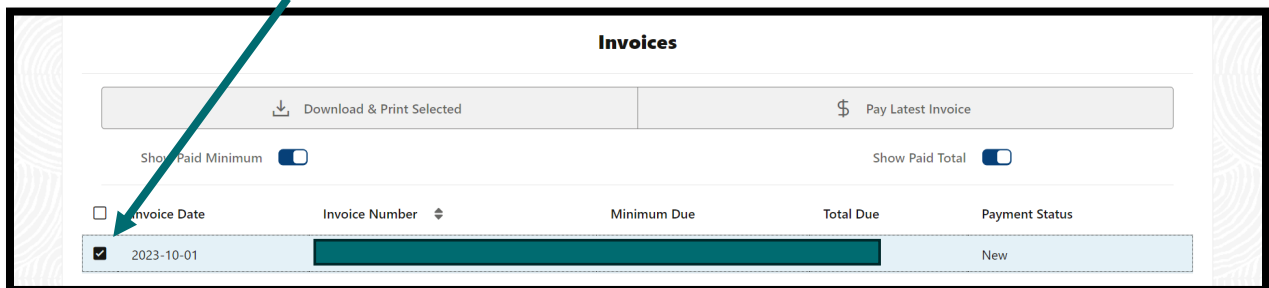 Invoices
Download & Print Selected
$ Pay Latest Invoice
Show Paid Minimum
Show Paid Total
Invoice Date Invoice Number Minimum Due Total Due Payment Status
2023-10-01 New